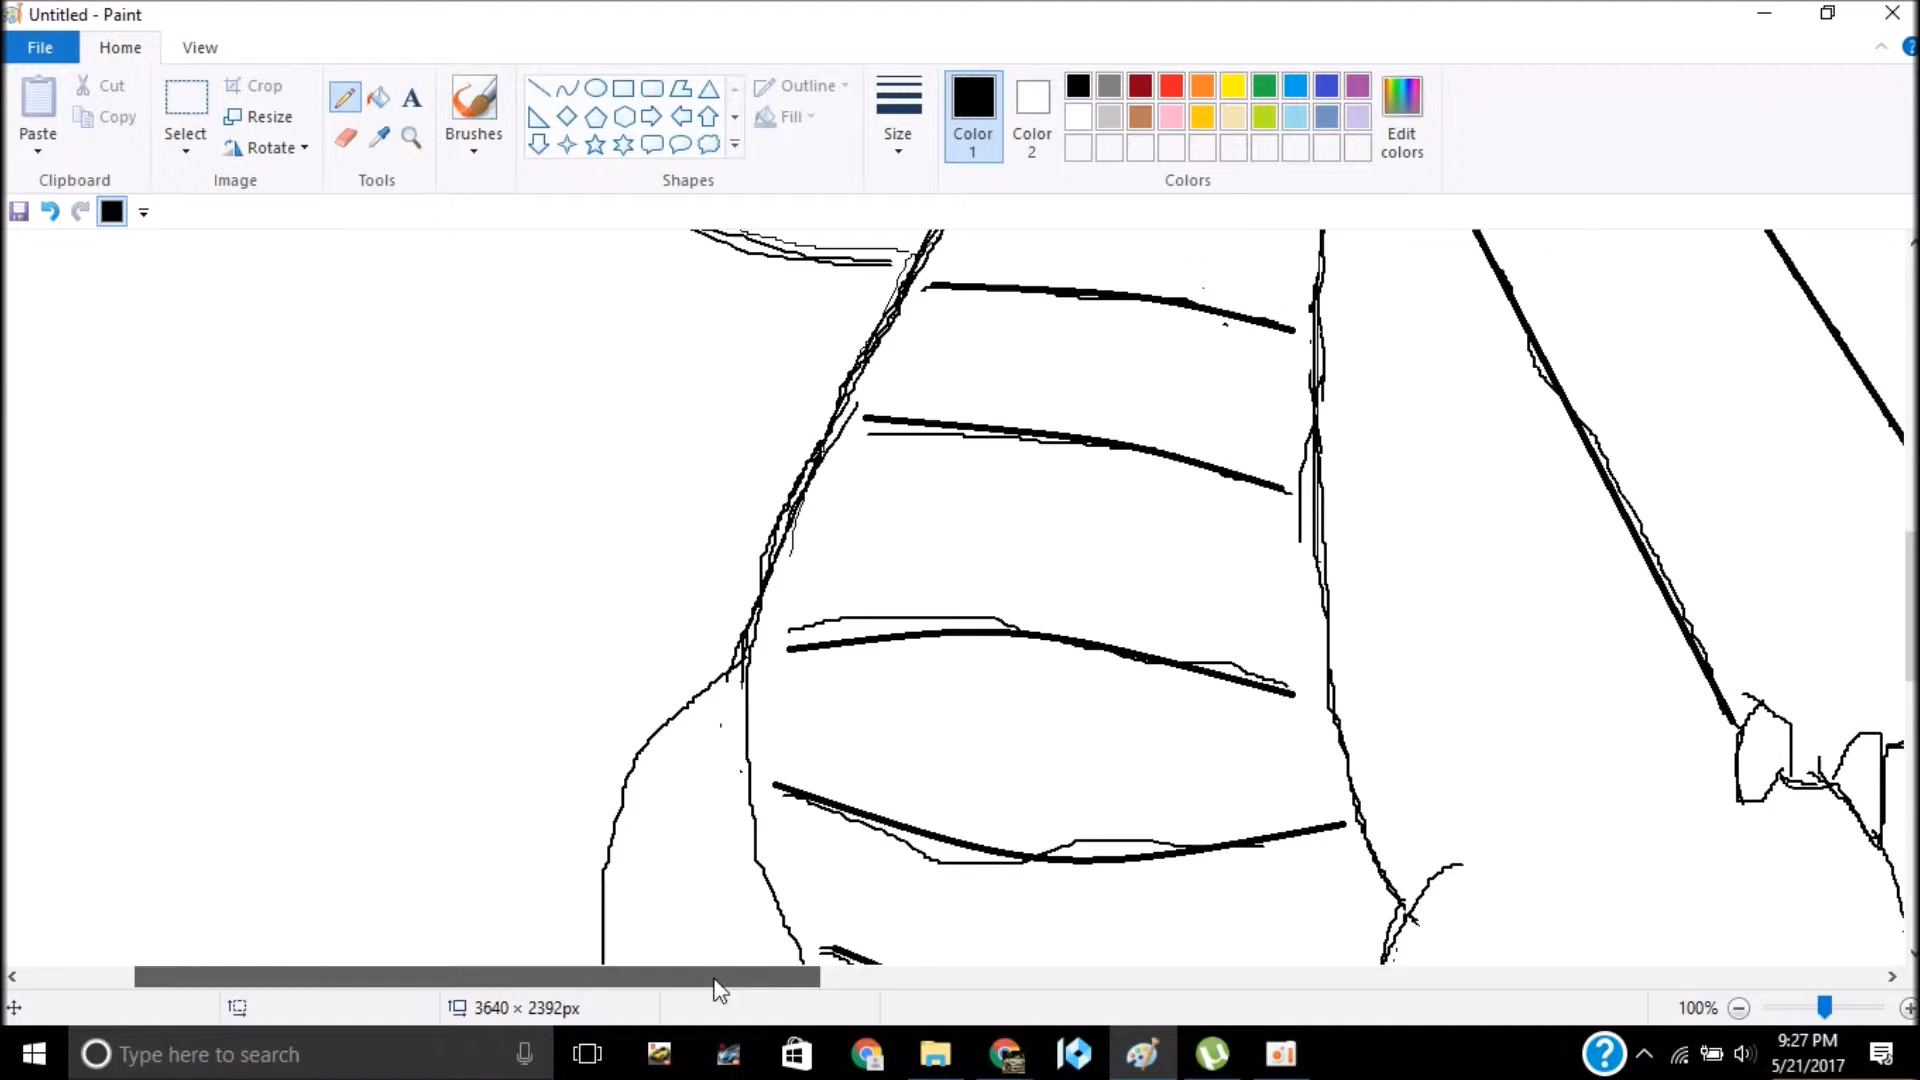 Untitled - Paint
File Home View
Paste
Cut
Copy
Clipboard
Select
Crop
Resize
Rotate
Image
A
Tools
Brushes
Shapes
Outline
Fill
Size
Color 1
Color 2
Edit colors
Colors
3640 × 2392px
100%
Type here to search
9:27 PM
5/21/2017